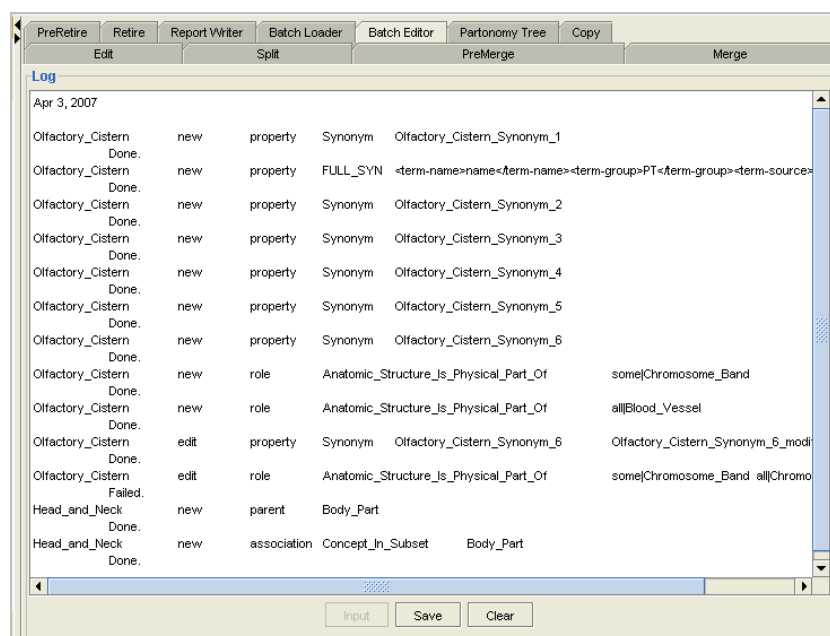 PreRetire Retire Report Writer Batch Loader Batch Editor Partonomy Tree Copy
Edit Split PreMerge Merge
Log
Apr 3, 2007
Olfactory_Cistern new property Synonym Olfactory_Cistern_Synonym_1
Done.
Olfactory_Cistern new property FULL_SYN <term-name>name</term-name><term-group>PT</term-group><term-source>
Done.
Olfactory_Cistern new property Synonym Olfactory_Cistern_Synonym_2
Done.
Olfactory_Cistern new property Synonym Olfactory_Cistern_Synonym_3
Done.
Olfactory_Cistern new property Synonym Olfactory_Cistern_Synonym_4
Done.
Olfactory_Cistern new property Synonym Olfactory_Cistern_Synonym_5
Done.
Olfactory_Cistern new property Synonym Olfactory_Cistern_Synonym_6
Done.
Olfactory_Cistern new role Anatomic_Structure_Is_Physical_Part_Of some|Chromosome_Band
Done.
Olfactory_Cistern new role Anatomic_Structure_Is_Physical_Part_Of all|Blood_Vessel
Done.
Olfactory_Cistern edit property Synonym Olfactory_Cistern_Synonym_6 Olfactory_Cistern_Synonym_6_modi
Done.
Olfactory_Cistern edit role Anatomic_Structure_Is_Physical_Part_Of some|Chromosome_Band all|Chromo
Failed.
Head_and_Neck new parent Body_Part
Done.
Head_and_Neck new association Concept_In_Subset Body_Part
Done.
Input Save Clear